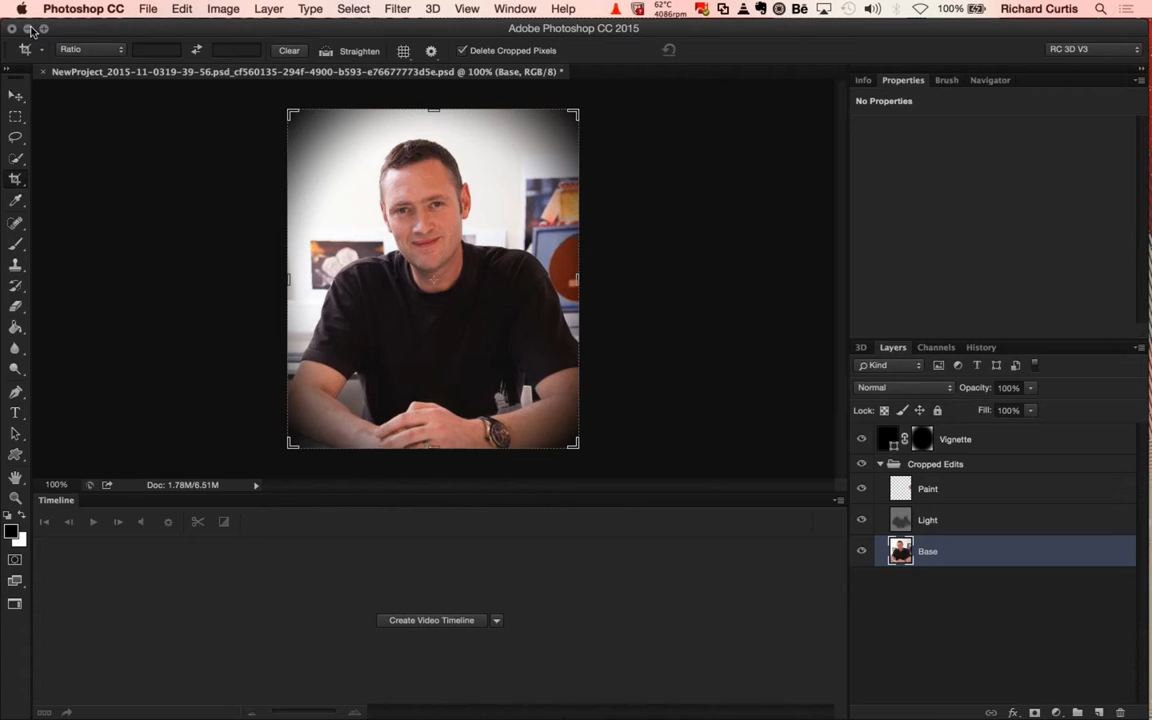 Photoshop CC File Edit Image Layer Type Select Filter 3D View Window Help 62°C 4086rpm 100% Richard Curtis
Adobe Photoshop CC 2015
Ratio Clear Straighten Delete Cropped Pixels RC 3D V3
NewProject_2015-11-0319-39-56.psd_cf560135-294f-4900-b593-e76677773d5e.psd @ 100% (Base, RGB/8) *
Info Properties Brush Navigator
No Properties
3D Layers Channels History
Kind
Normal Opacity: 100%
Lock: Fill: 100%
Vignette
Cropped Edits
Paint
Light
Base
100% Doc: 1.78M/6.51M
Timeline
Create Video Timeline